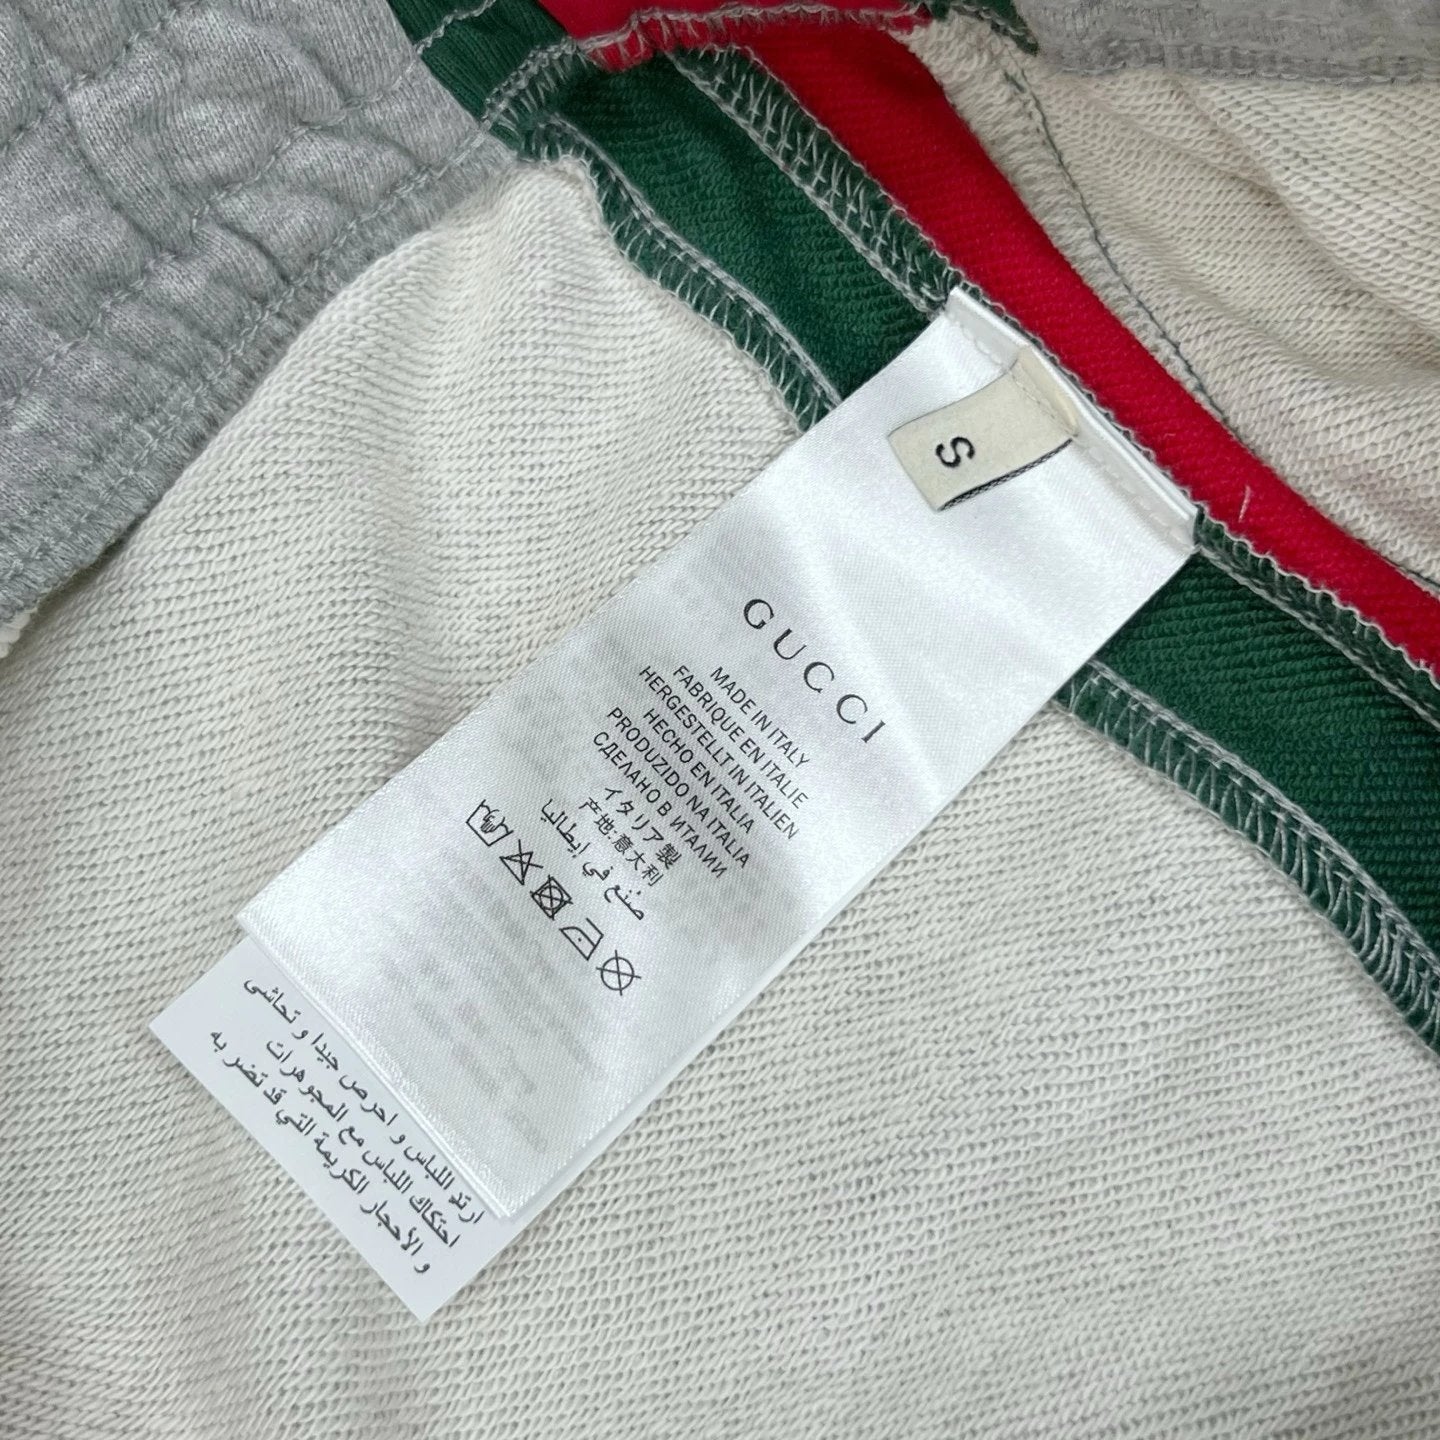 S
GUCCI
MADE IN ITALY
FABRIQUE EN ITALIE
HERGESTELLT IN ITALIEN
HECHO EN ITALIA
PRODUZIDO NA ITALIA
СДЕЛАНО В ИТАЛИИ
イタリア製
产地:意大利
صُنع في إيطاليا
ارتد اللباس و احرص جيدا و تحاشى
احتكاك اللباس مع المجوهرات
و الأحجار الكريمة التي قد تضر به